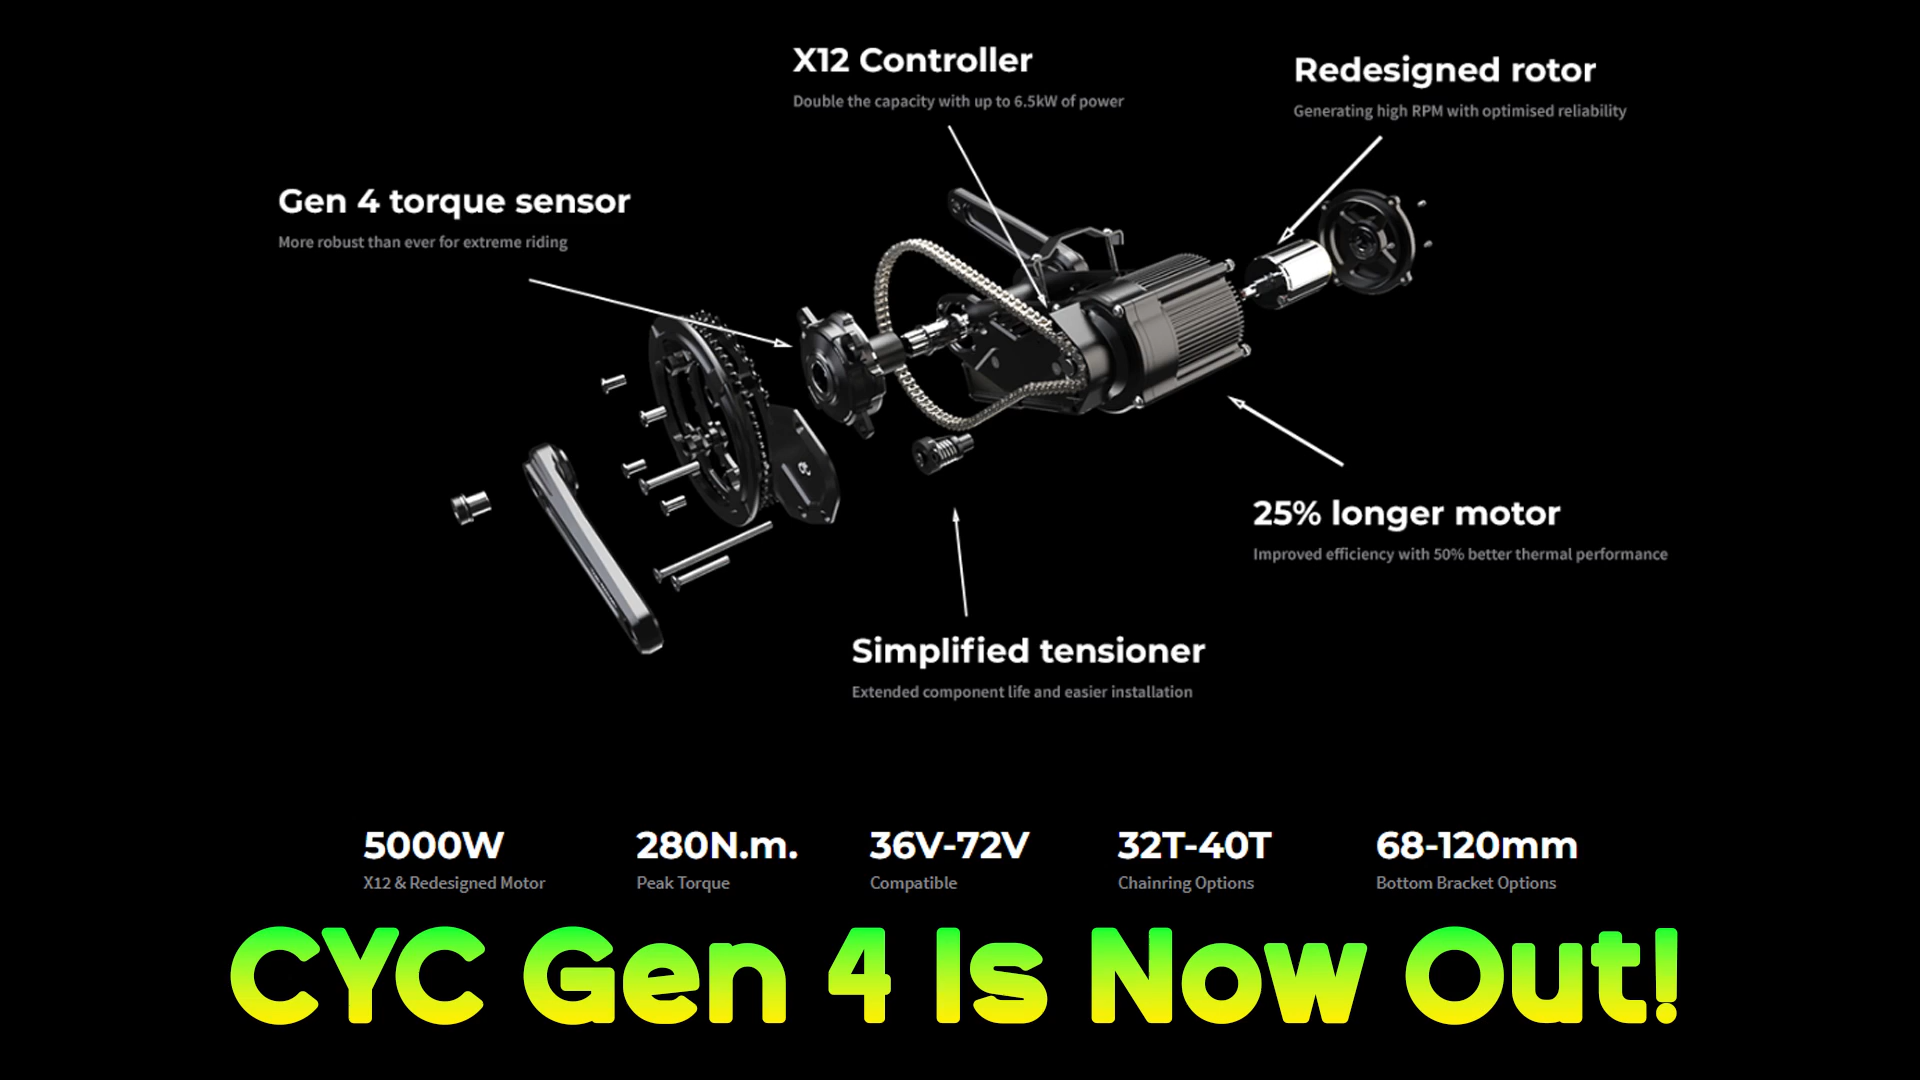 X12 Controller
Double the capacity with up to 6.5kW of power
Redesigned rotor
Generating high RPM with optimised reliability
Gen 4 torque sensor
More robust than ever for extreme riding
25% longer motor
Improved efficiency with 50% better thermal performance
Simplified tensioner
Extended component life and easier installation
5000W
X12 & Redesigned Motor
280N.m.
Peak Torque
36V-72V
Compatible
32T-40T
Chainring Options
68-120mm
Bottom Bracket Options
CYC Gen 4 Is Now Out!